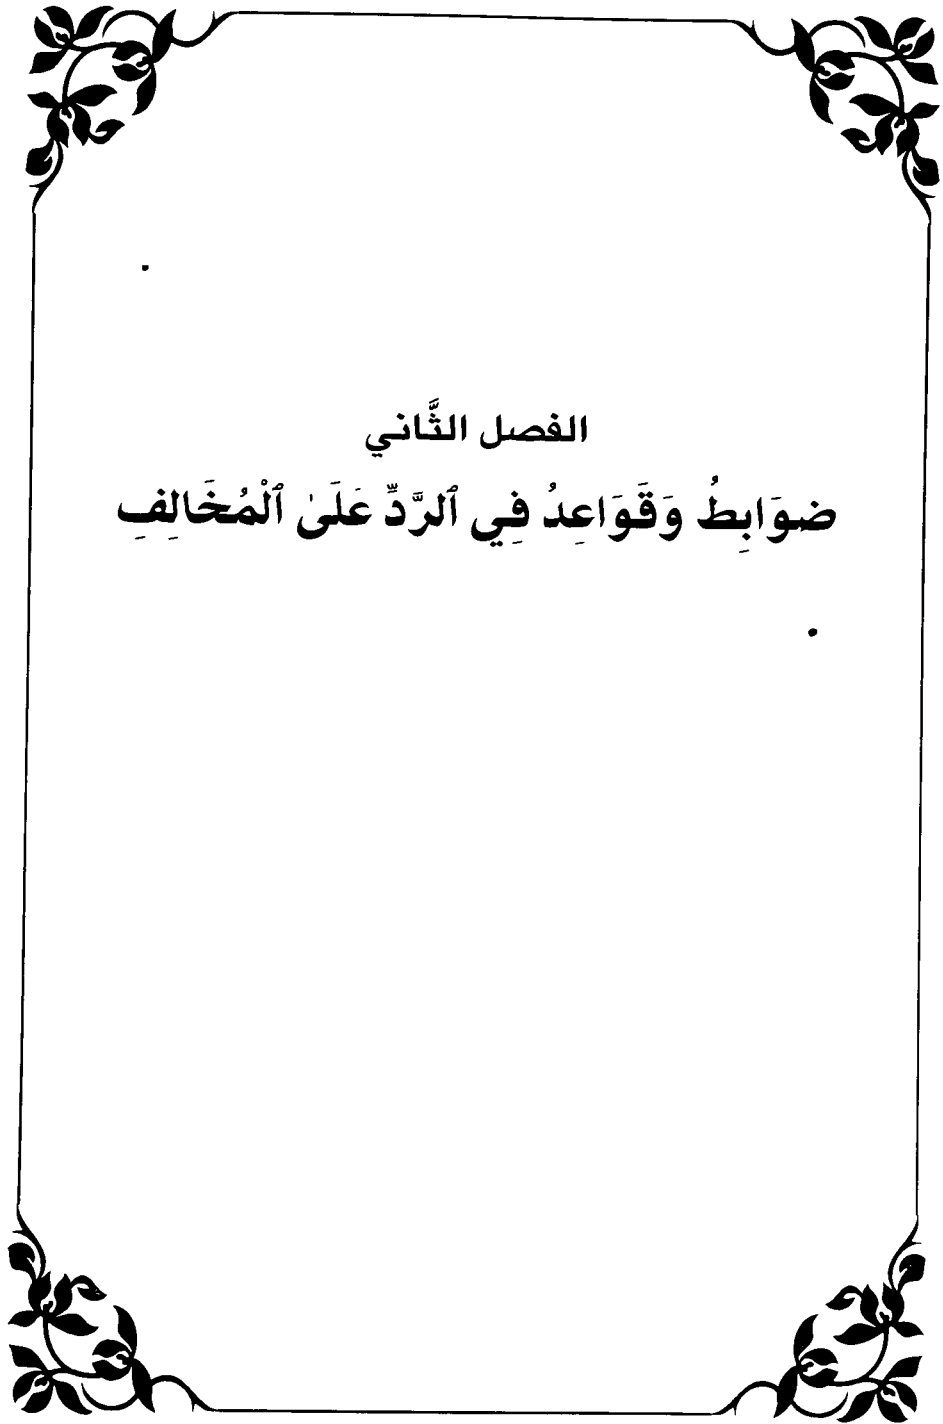 الفصل الثَّاني
ضوَابِطُ وَقَوَاعِدُ فِي ٱلرَّدِّ عَلَىٰ ٱلْمُخَالِفِ